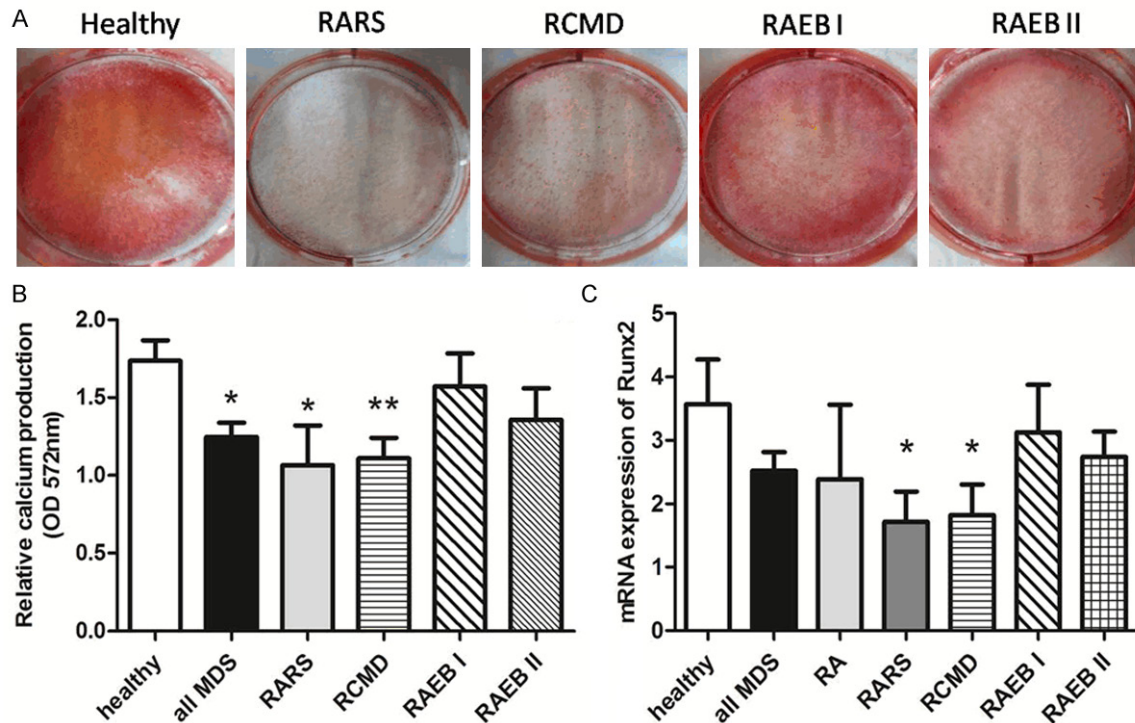 A
Healthy
RARS
RCMD
RAEB I
RAEB II
B
Relative calcium production
(OD 572nm)
2.0
1.5
1.0
0.5
0.0
*
*
**
healthy
all MDS
RARS
RCMD
RAEB I
RAEB II
C
mRNA expression of Runx2
5
4
3
2
1
0
*
*
healthy
all MDS
RA
RARS
RCMD
RAEB I
RAEB II